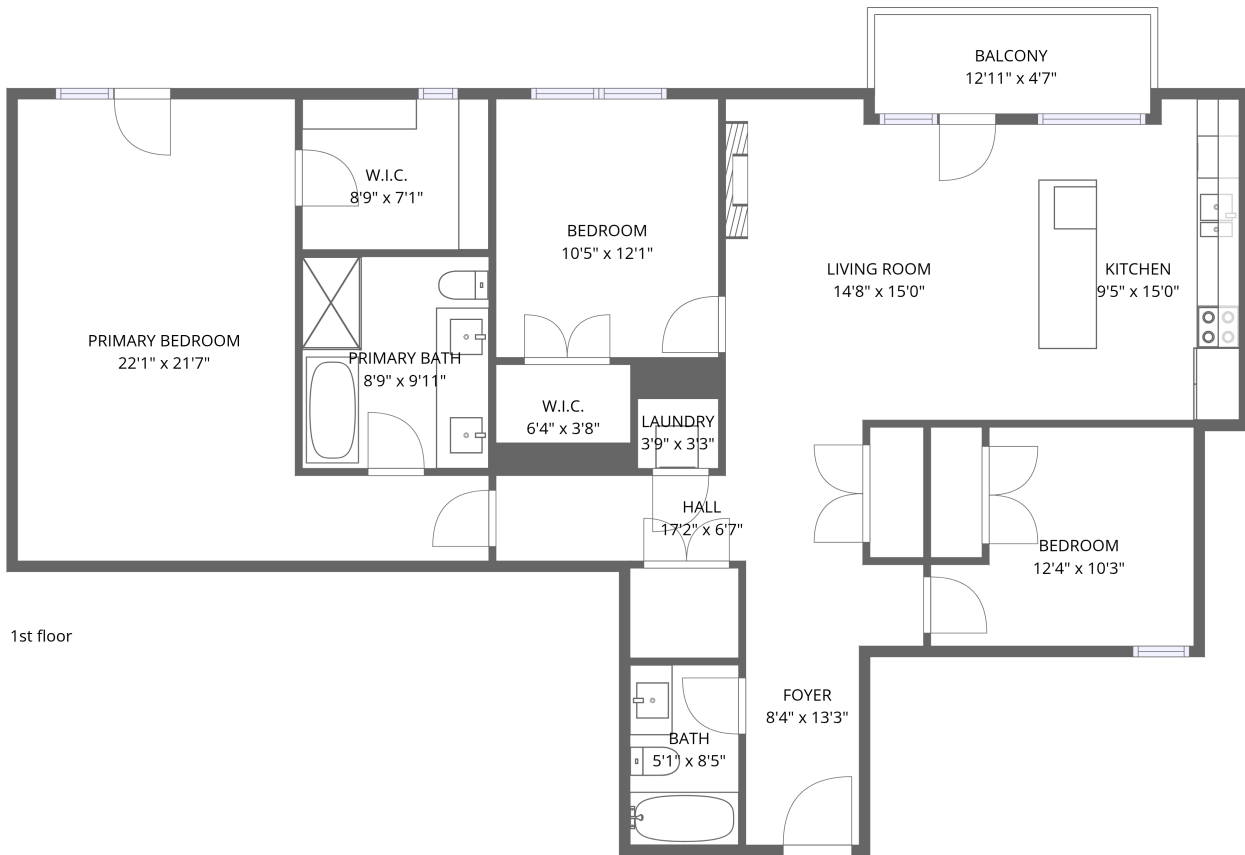 BALCONY
12'11" x 4'7"
W.I.C.
8'9" x 7'1"
BEDROOM
10'5" x 12'1"
LIVING ROOM
14'8" x 15'0"
KITCHEN
9'5" x 15'0"
PRIMARY BEDROOM
22'1" x 21'7"
PRIMARY BATH
8'9" x 9'11"
W.I.C.
6'4" x 3'8"
LAUNDRY
3'9" x 3'3"
HALL
17'2" x 6'7"
BEDROOM
12'4" x 10'3"
1st floor
FOYER
8'4" x 13'3"
BATH
5'1" x 8'5"